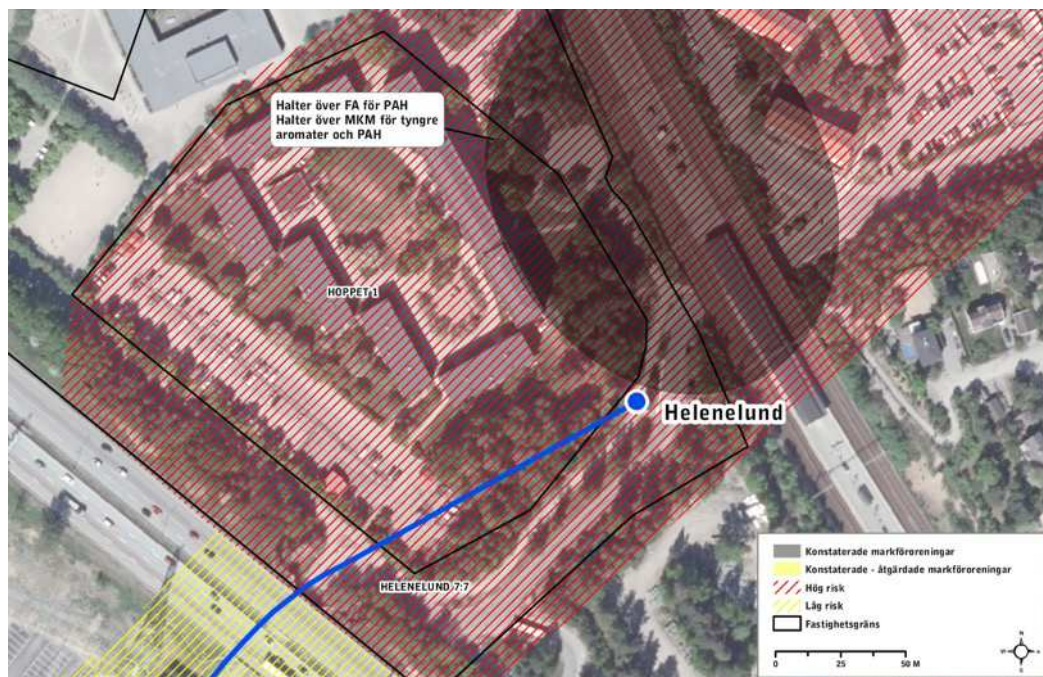 Halter över FA för PAH
Halter över MKM för tyngre
aromater och PAH
HOPPET 1
Helenelund
HELENELUND 7:7
Konstaterade markföroreningar
Konstaterade - åtgärdade markföroreningar
Hög risk
Låg risk
Fastighetsgräns
0 25 50 M
N
S